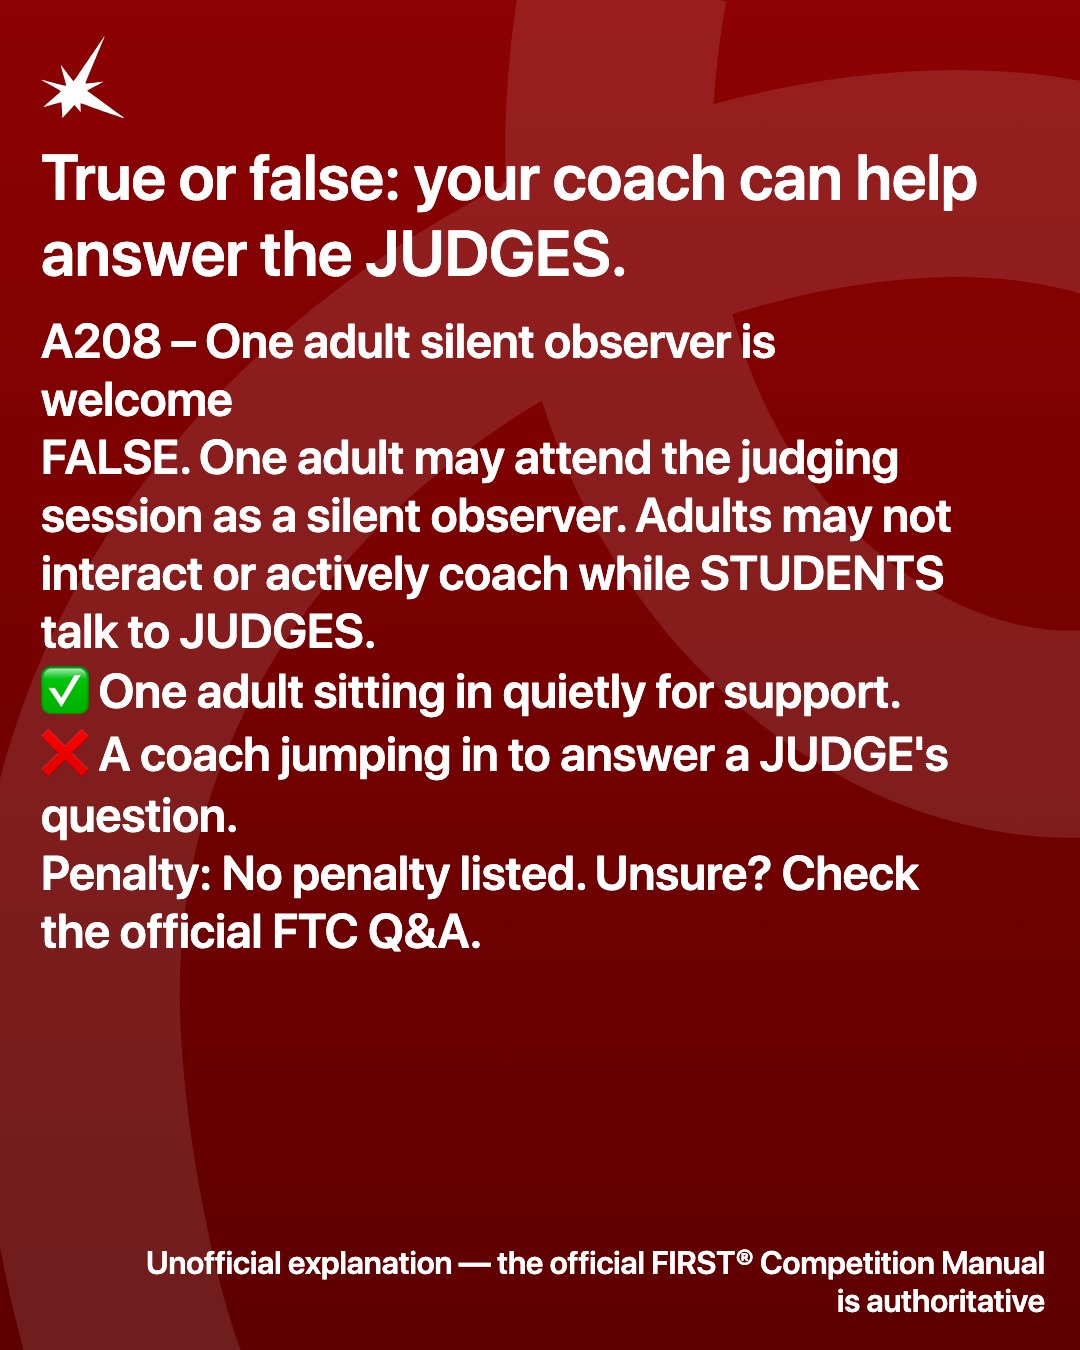 True or false: your coach can help
answer the JUDGES.
A208 – One adult silent observer is
welcome
FALSE. One adult may attend the judging
session as a silent observer. Adults may not
interact or actively coach while STUDENTS
talk to JUDGES.
✅ One adult sitting in quietly for support.
❌ A coach jumping in to answer a JUDGE's
question.
Penalty: No penalty listed. Unsure? Check
the official FTC Q&A.
Unofficial explanation — the official FIRST® Competition Manual
is authoritative